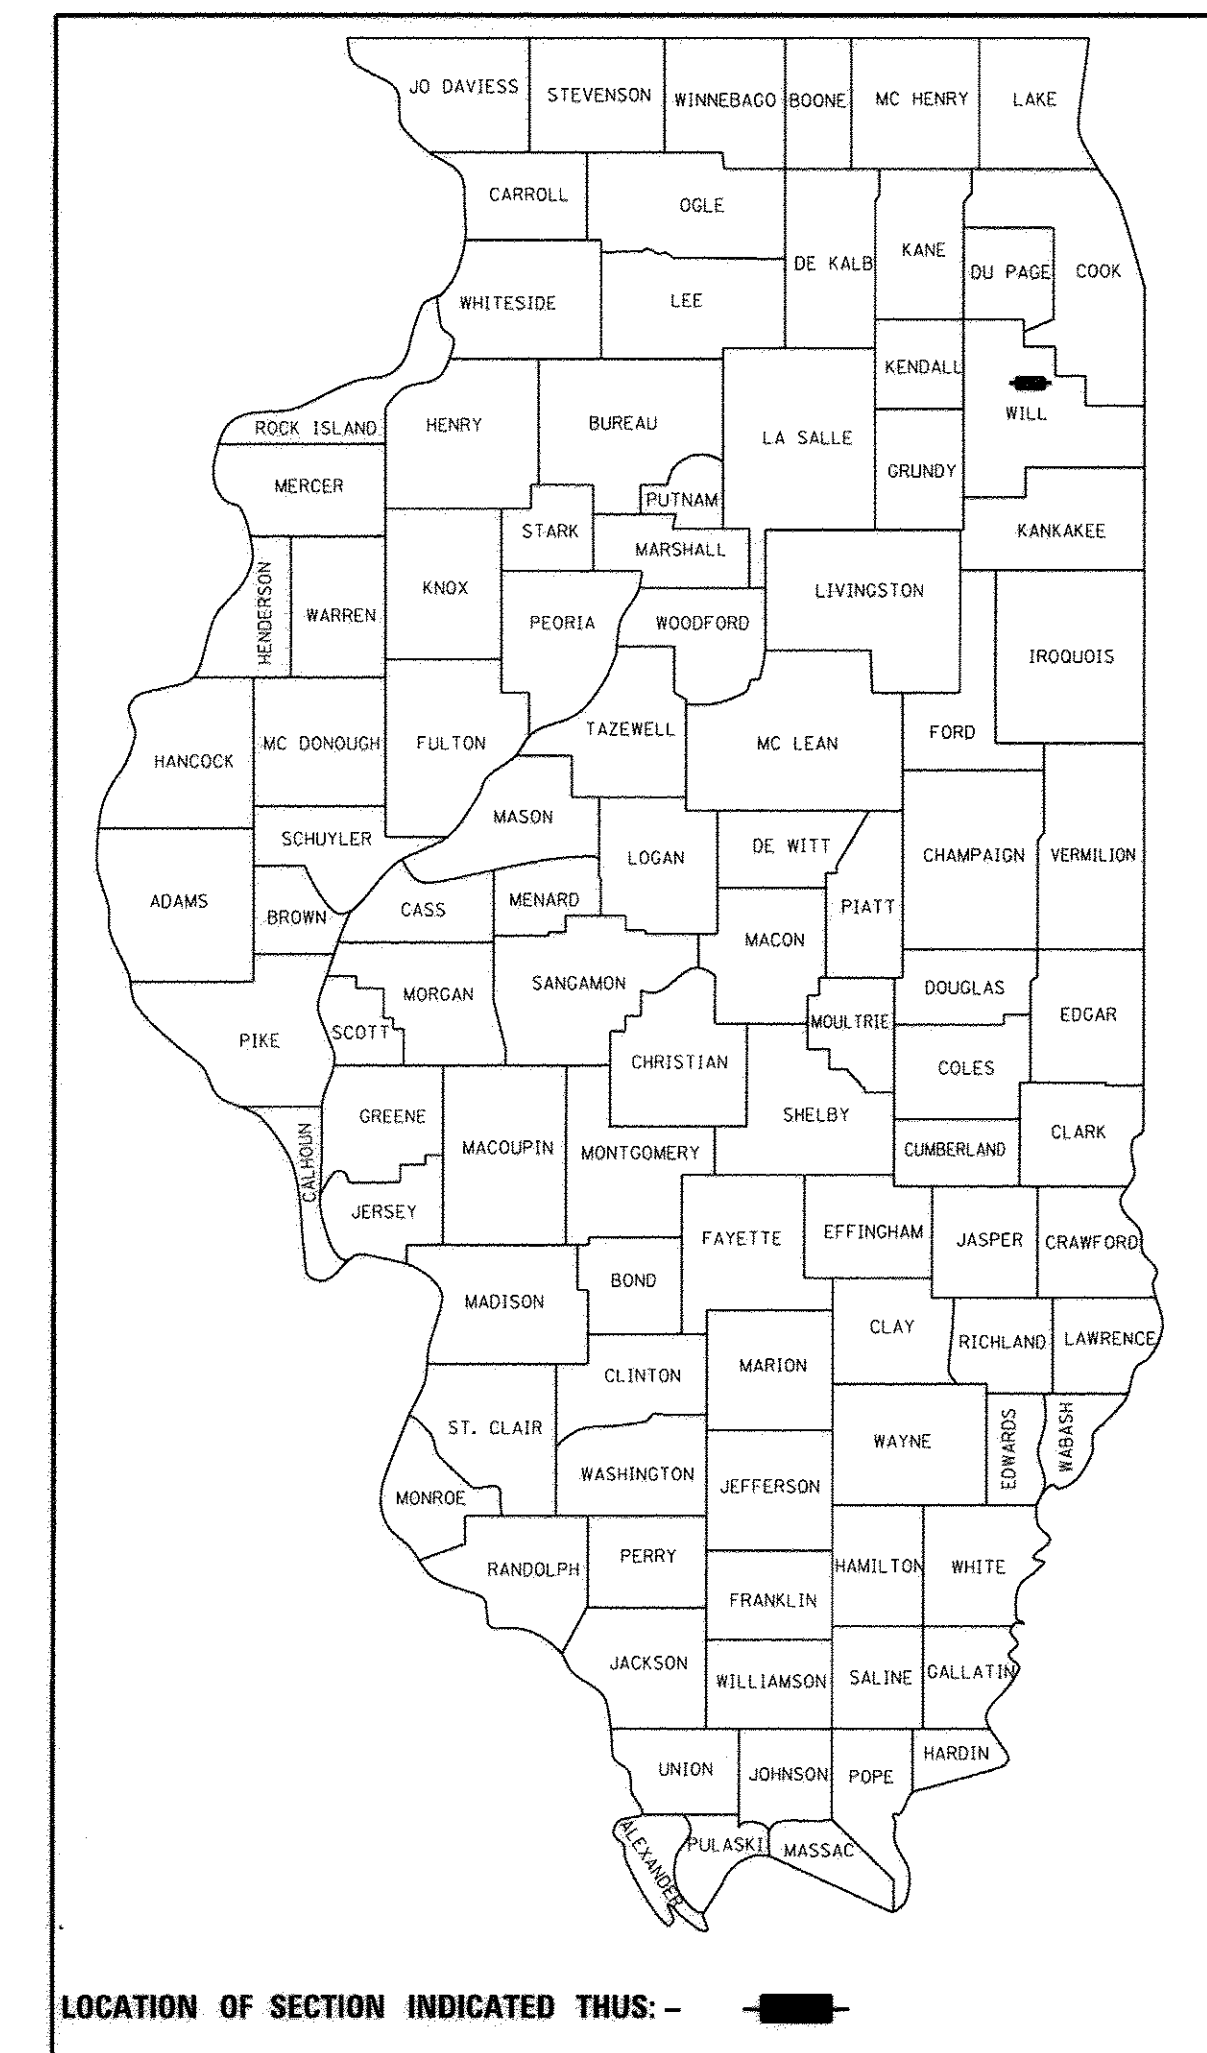 JO DAVIESS
STEVENSON
WINNEBAGO
BOONE
MC HENRY
LAKE
CARROLL
OGLE
DE KALB
KANE
DU PAGE
COOK
WHITESIDE
LEE
KENDALL
WILL
ROCK ISLAND
HENRY
BUREAU
LA SALLE
GRUNDY
MERCER
PUTNAM
STARK
MARSHALL
KANKAKEE
HENDERSON
WARREN
KNOX
PEORIA
WOODFORD
LIVINGSTON
IROQUOIS
HANCOCK
MC DONOUGH
FULTON
TAZEWELL
MC LEAN
FORD
MASON
SCHUYLER
LOGAN
DE WITT
CHAMPAIGN
VERMILION
ADAMS
BROWN
CASS
MENARD
PIATT
MACON
SANGAMON
MORGAN
SCOTT
PIKE
CHRISTIAN
MOULTRIE
DOUGLAS
EDGAR
COLES
SHELBY
CALHOUN
GREENE
MACOUPIN
MONTGOMERY
CUMBERLAND
CLARK
JERSEY
FAYETTE
EFFINGHAM
JASPER
CRAWFORD
MADISON
BOND
CLAY
RICHLAND
LAWRENCE
CLINTON
MARION
ST. CLAIR
WAYNE
EDWARDS
WABASH
WASHINGTON
JEFFERSON
MONROE
RANDOLPH
PERRY
HAMILTON
WHITE
FRANKLIN
JACKSON
WILLIAMSON
SALINE
GALLATIN
UNION
JOHNSON
POPE
HARDIN
ALEXANDER
PULASKI
MASSAC
LOCATION OF SECTION INDICATED THUS: -